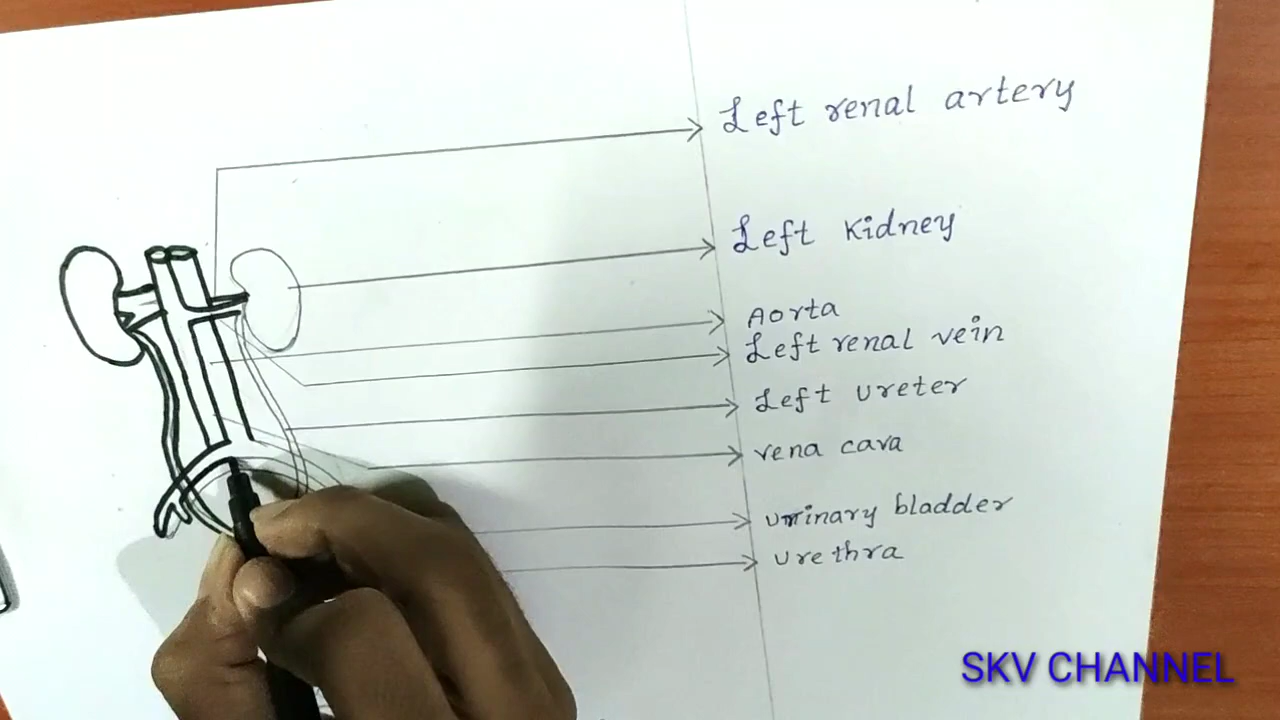 Left renal artery
Left Kidney
Aorta
Left renal vein
Left ureter
vena cava
urinary bladder
urethra
SKV CHANNEL